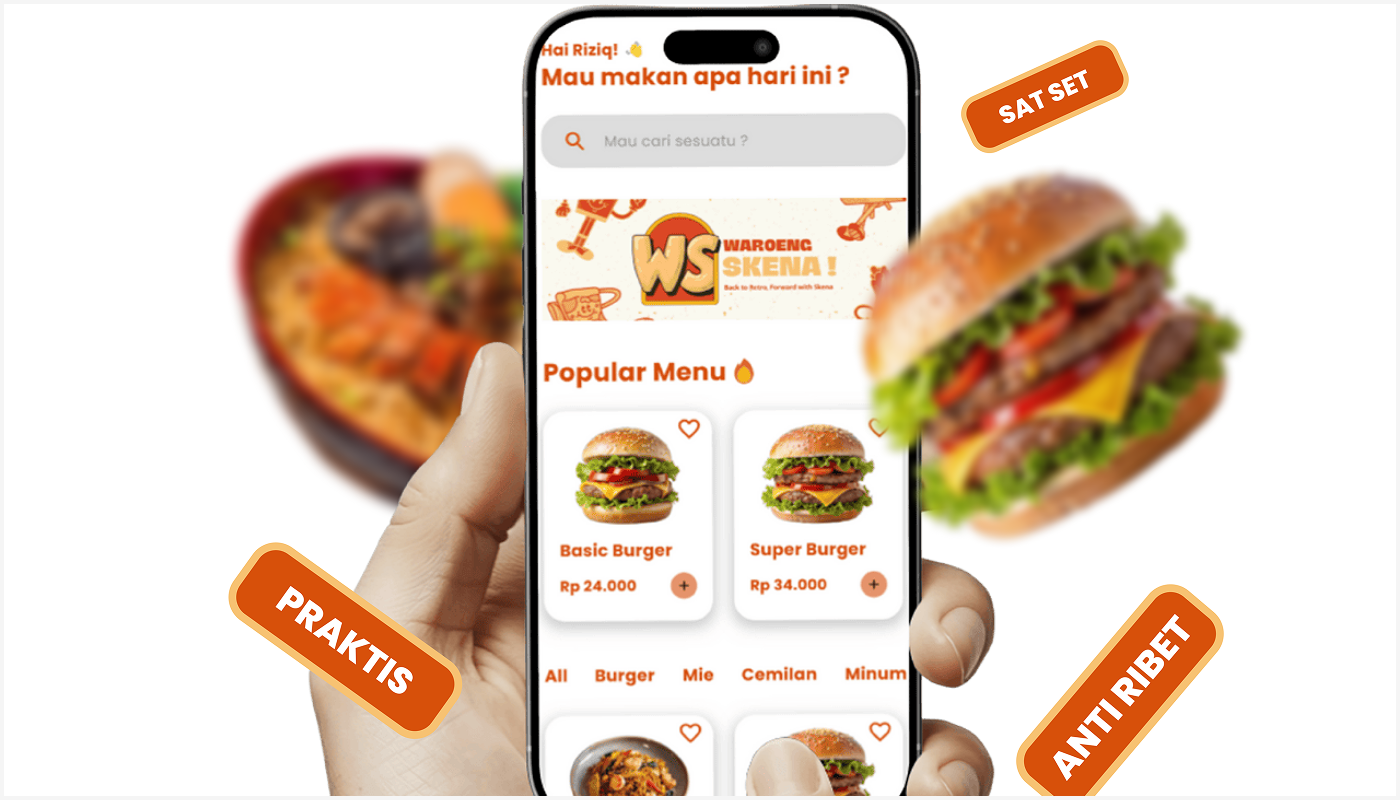 Hai Riziq! 👋
Mau makan apa hari ini ?
Mau cari sesuatu ?
WS
WAROENG
SKENA !
Back to Retro, Forward with Skena
Popular Menu 🔥
Basic Burger
Rp 24.000
+
Super Burger
Rp 34.000
+
All Burger Mie Cemilan Minum
SAT SET
PRAKTIS
ANTI RIBET